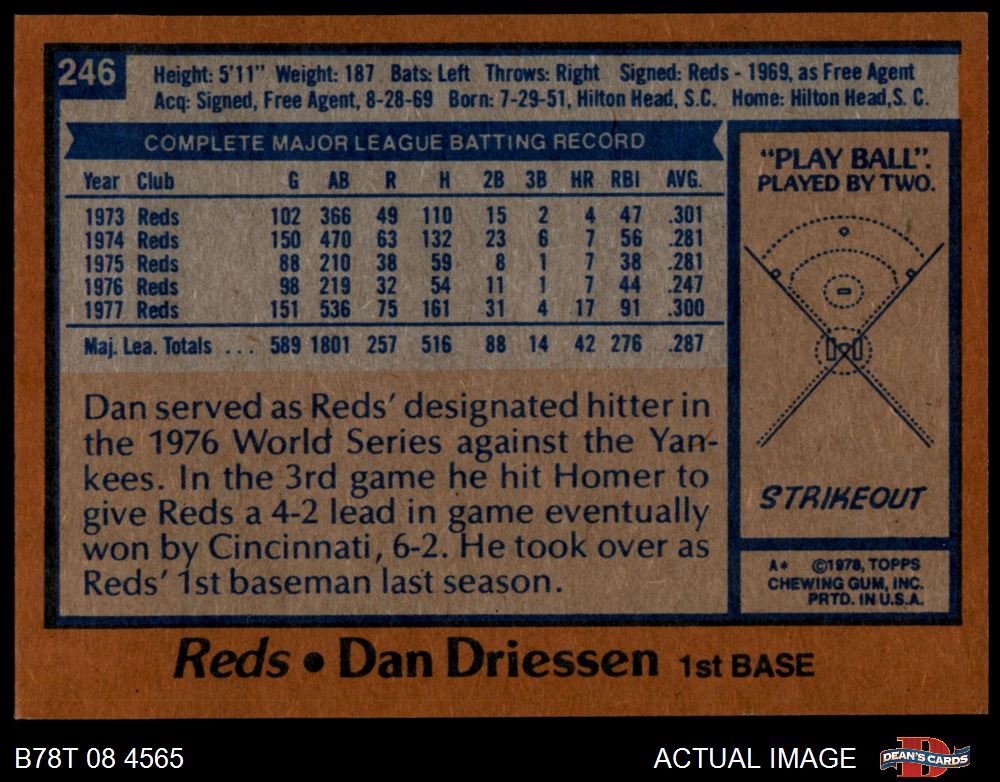 246
Height: 5'11" Weight: 187 Bats: Left Throws: Right Signed: Reds - 1969, as Free Agent
Acq: Signed, Free Agent, 8-28-69 Born: 7-29-51, Hilton Head, S.C. Home: Hilton Head, S. C.
COMPLETE MAJOR LEAGUE BATTING RECORD
Year Club G AB R H 2B 3B HR RBI AVG.
1973 Reds 102 366 49 110 15 2 4 47 .301
1974 Reds 150 470 63 132 23 6 7 56 .281
1975 Reds 88 210 38 59 8 1 7 38 .281
1976 Reds 98 219 32 54 11 1 7 44 .247
1977 Reds 151 536 75 161 31 4 17 91 .300
Maj. Lea. Totals . . . 589 1801 257 516 88 14 42 276 .287
Dan served as Reds' designated hitter in
the 1976 World Series against the Yan-
kees. In the 3rd game he hit Homer to
give Reds a 4-2 lead in game eventually
won by Cincinnati, 6-2. He took over as
Reds' 1st baseman last season.
"PLAY BALL".
PLAYED BY TWO.
STRIKEOUT
A* ©1978, TOPPS
CHEWING GUM, INC.
PRTD. IN U.S.A.
Reds • Dan Driessen 1st BASE
B78T 08 4565
ACTUAL IMAGE
DEAN'S CARDS